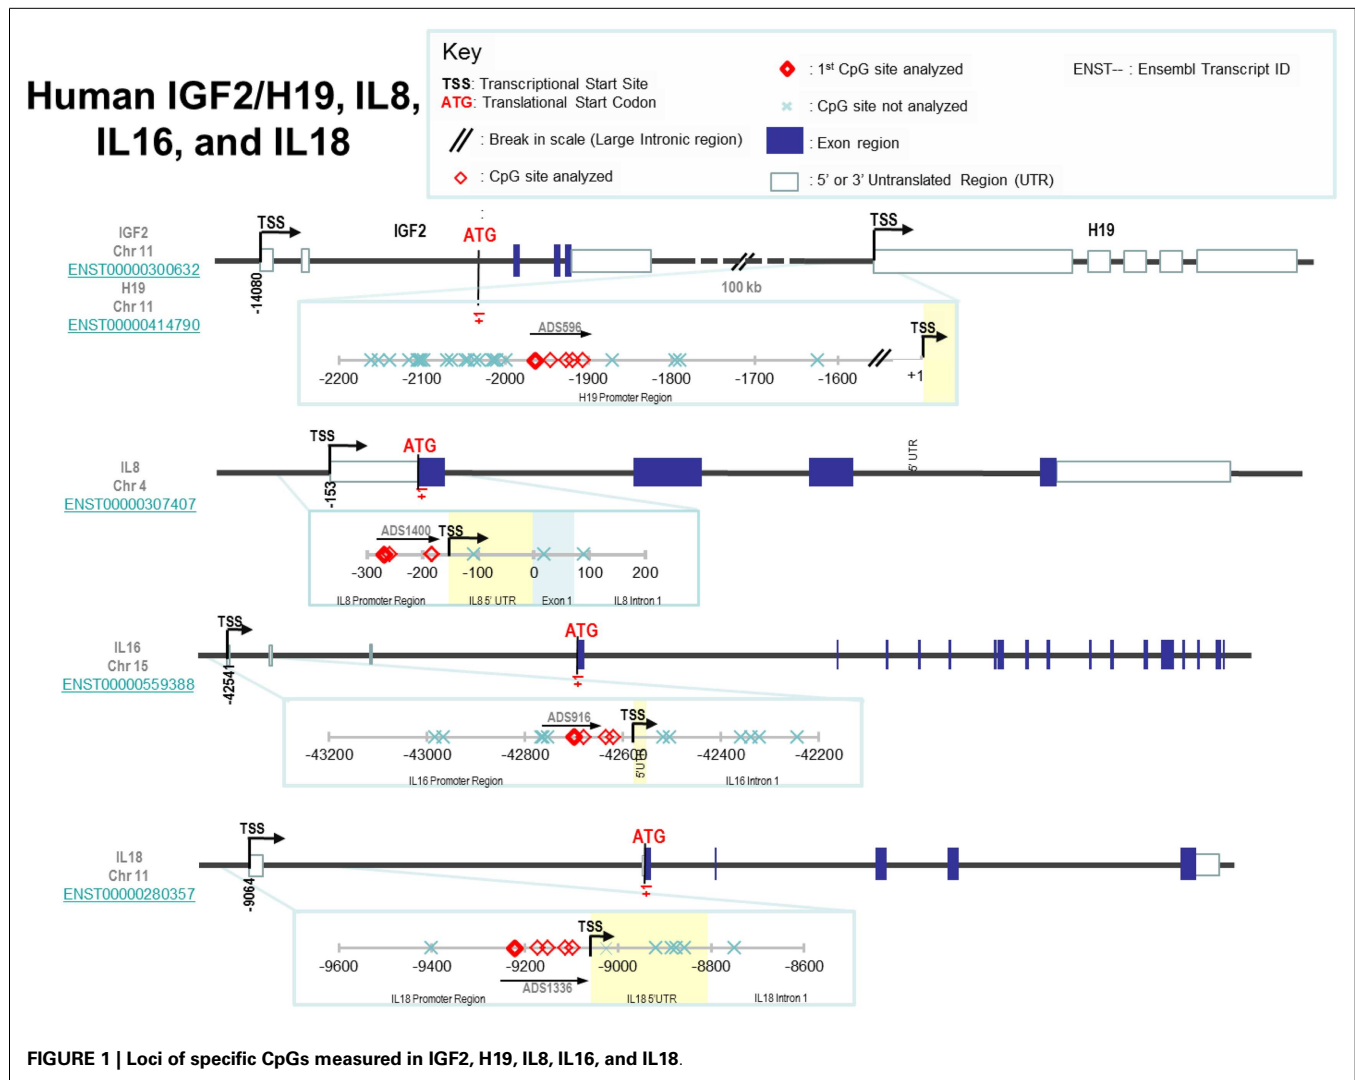 Human IGF2/H19, IL8,
IL16, and IL18
Key
TSS: Transcriptional Start Site
ATG: Translational Start Codon
: Break in scale (Large Intronic region)
: CpG site analyzed
: 1st CpG site analyzed
: CpG site not analyzed
: Exon region
: 5' or 3' Untranslated Region (UTR)
ENST-- : Ensembl Transcript ID
:
IGF2
Chr 11
ENST00000300632
H19
Chr 11
ENST00000414790
TSS
IGF2
ATG
TSS
H19
-14080
+1
100 kb
ADS596
TSS
-2200 -2100 -2000 -1900 -1800 -1700 -1600 +1
H19 Promoter Region
IL8
Chr 4
ENST00000307407
TSS
ATG
5' UTR
-153
+1
ADS1400
TSS
-300 -200 -100 0 100 200
IL8 Promoter Region IL8 5' UTR Exon 1 IL8 Intron 1
IL16
Chr 15
ENST00000559388
TSS
ATG
-42541
+1
ADS916
TSS
-43200 -43000 -42800 -42600 -42400 -42200
5'UTR
IL16 Promoter Region IL16 Intron 1
IL18
Chr 11
ENST00000280357
TSS
ATG
-9064
+1
TSS
-9600 -9400 -9200 -9000 -8800 -8600
ADS1336
IL18 Promoter Region IL18 5'UTR IL18 Intron 1
FIGURE 1 | Loci of specific CpGs measured in IGF2, H19, IL8, IL16, and IL18.